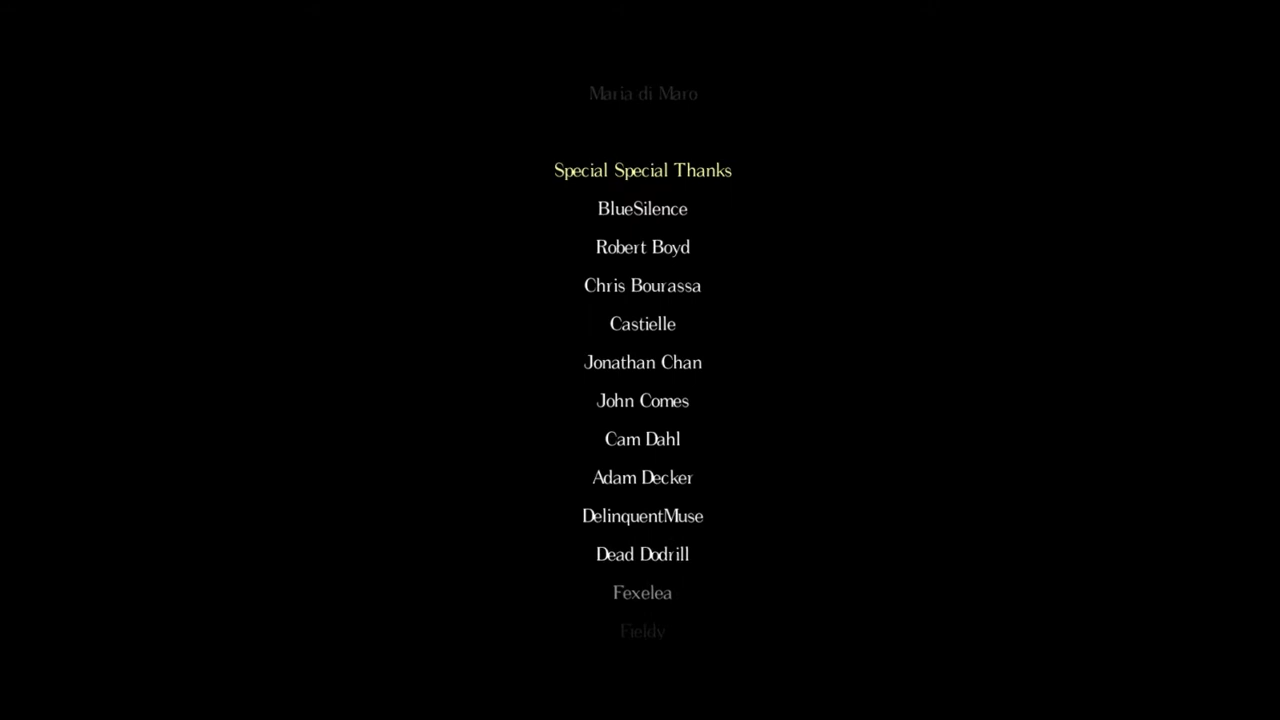 Maria di Maro
Special Special Thanks
BlueSilence
Robert Boyd
Chris Bourassa
Castielle
Jonathan Chan
John Comes
Cam Dahl
Adam Decker
DelinquentMuse
Dead Dodrill
Fexelea
Fieldy